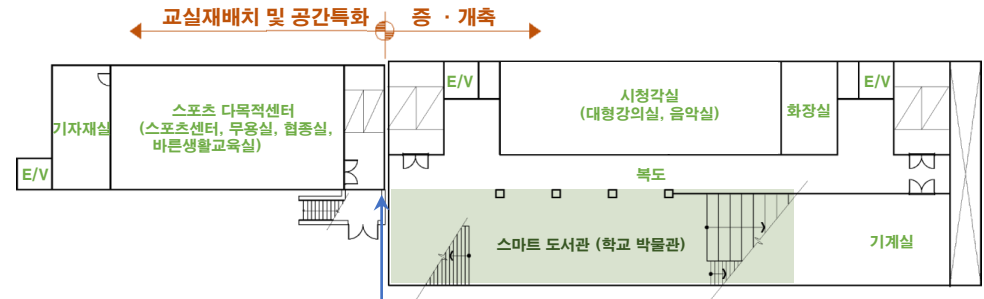 교실재배치 및 공간특화
증 · 개축
E/V
E/V
시청각실
(대형강의실, 음악실)
화장실
스포츠 다목적센터
(스포츠센터, 무용실, 협종실,
바른생활교육실)
기자재실
E/V
복도
스마트 도서관 (학교 박물관)
기계실